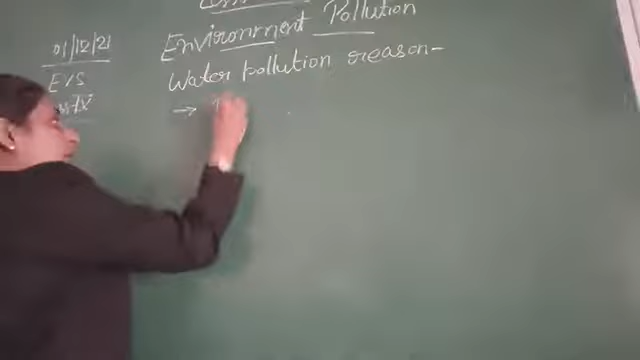 Environment Pollution
01/12/21
EVS
Water pollution reason-
→